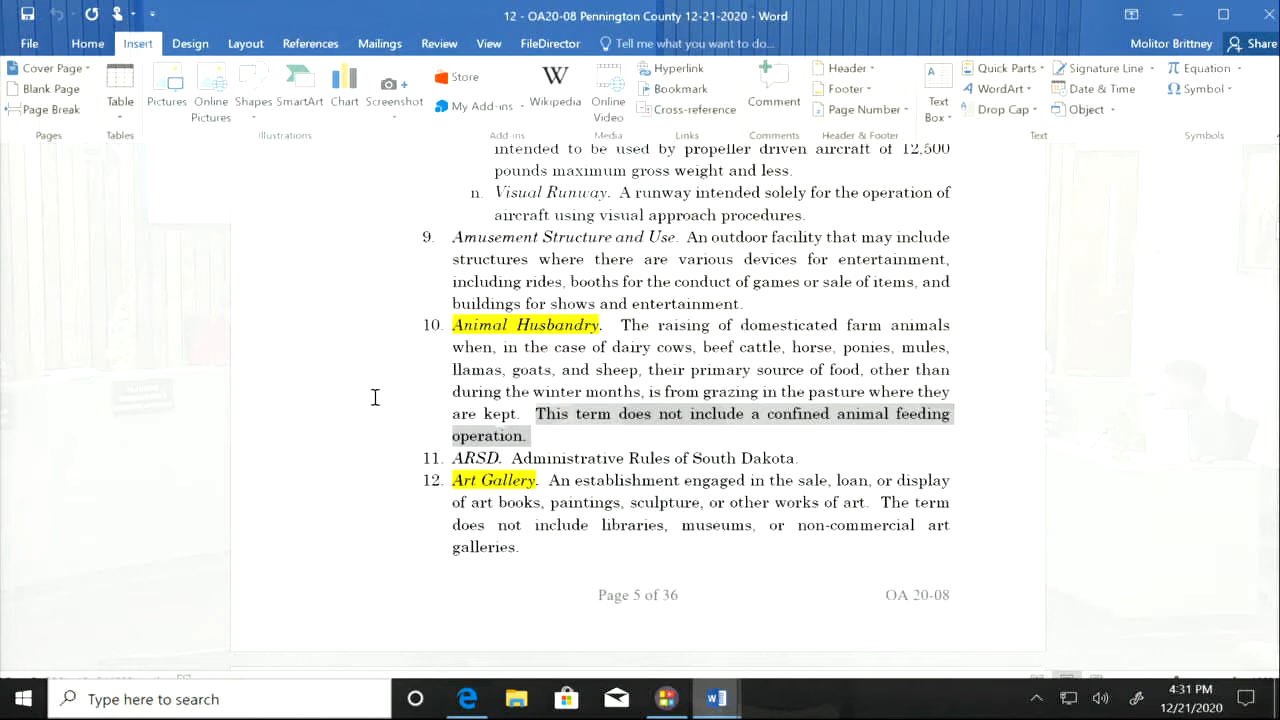 12 - OA20-08 Pennington County 12-21-2020 - Word
File Home Insert Design Layout References Mailings Review View FileDirector Tell me what you want to do... Molitor Brittney Share
Cover Page
Blank Page
Page Break
Pages
Table
Tables
Pictures
Online Pictures
Shapes
SmartArt
Chart
Screenshot
Illustrations
Store
My Add-ins
Wikipedia
Add-ins
Online Video
Media
Hyperlink
Bookmark
Cross-reference
Links
Comment
Comments
Header
Footer
Page Number
Header & Footer
Text Box
Quick Parts
WordArt
Drop Cap
Signature Line
Date & Time
Object
Text
Equation
Symbol
Symbols
intended to be used by propeller driven aircraft of 12,500
pounds maximum gross weight and less.
n. Visual Runway. A runway intended solely for the operation of
aircraft using visual approach procedures.
9. Amusement Structure and Use. An outdoor facility that may include
structures where there are various devices for entertainment,
including rides, booths for the conduct of games or sale of items, and
buildings for shows and entertainment.
10. Animal Husbandry. The raising of domesticated farm animals
when, in the case of dairy cows, beef cattle, horse, ponies, mules,
llamas, goats, and sheep, their primary source of food, other than
during the winter months, is from grazing in the pasture where they
are kept. This term does not include a confined animal feeding
operation.
11. ARSD. Administrative Rules of South Dakota.
12. Art Gallery. An establishment engaged in the sale, loan, or display
of art books, paintings, sculpture, or other works of art. The term
does not include libraries, museums, or non-commercial art
galleries.
Page 5 of 36 OA 20-08
Type here to search
4:31 PM
12/21/2020